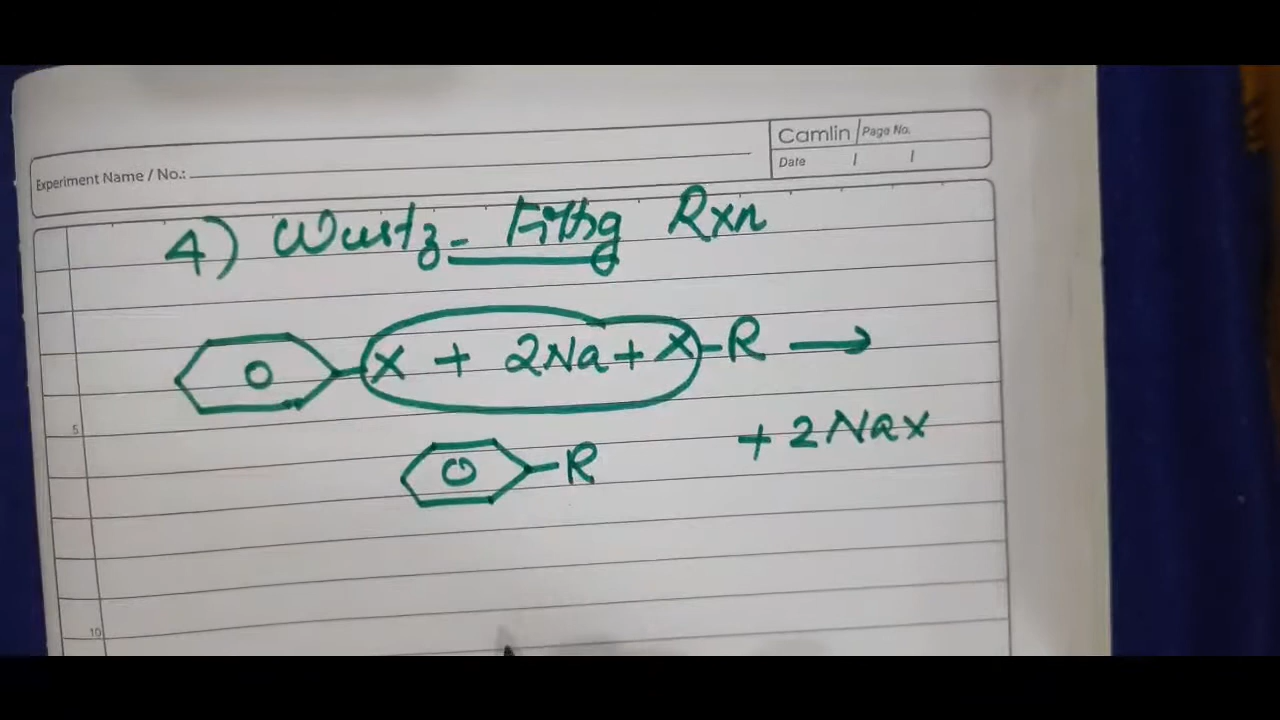 Camlin Page No.
Experiment Name / No.:
Date / /
4) Wurtz - Fittig Rxn
X + 2Na + X - R →
5
+ 2Nax
- R
10